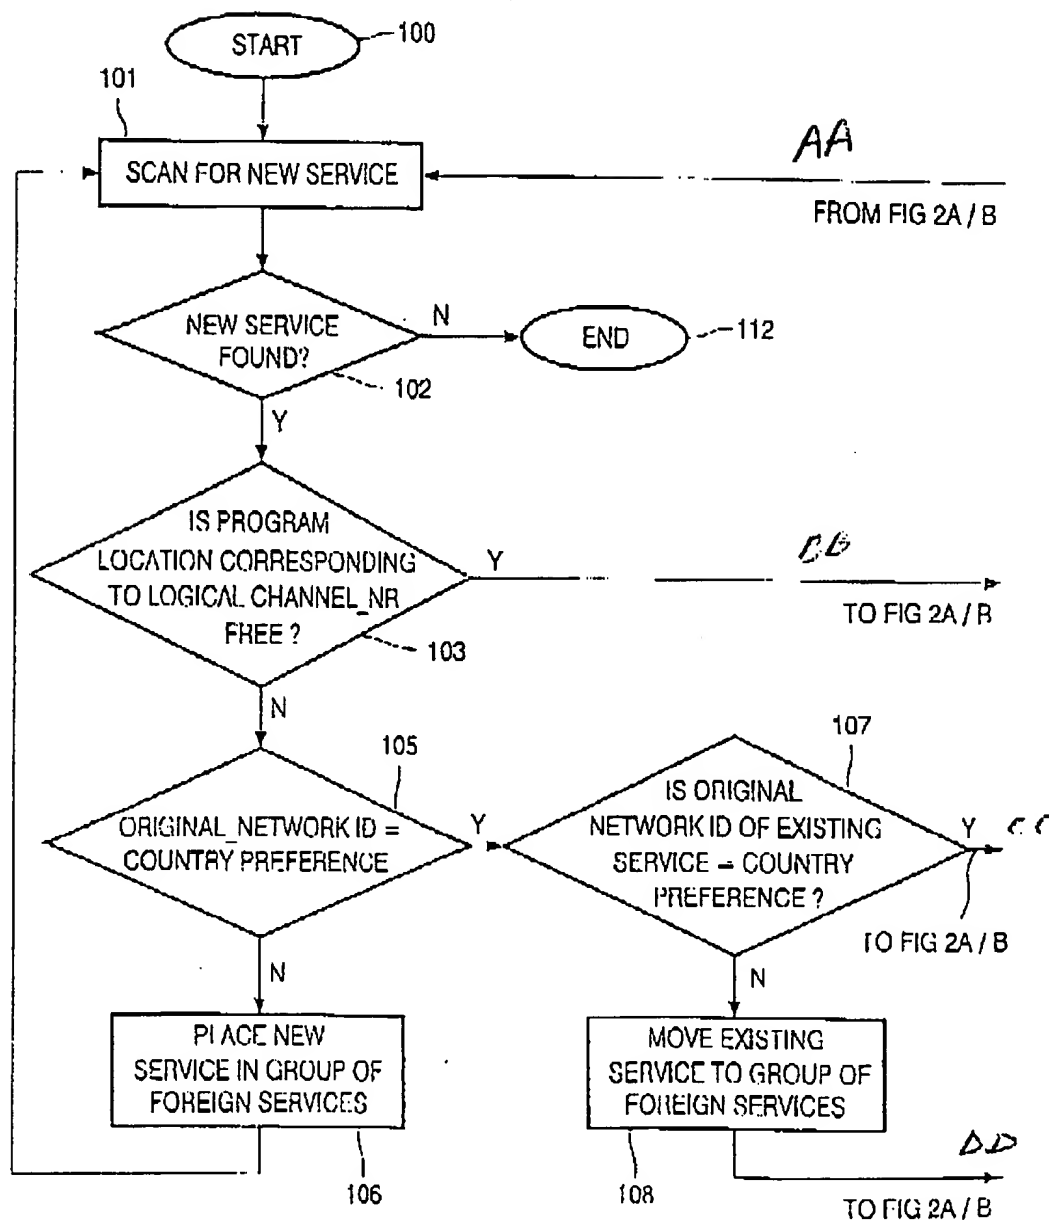 START
100
101
SCAN FOR NEW SERVICE
AA
FROM FIG 2A / B
NEW SERVICE
FOUND?
N
END
112
102
Y
IS PROGRAM
LOCATION CORRESPONDING
TO LOGICAL CHANNEL_NR
FREE ?
Y
BB
TO FIG 2A / B
103
N
105
107
ORIGINAL_NETWORK ID =
COUNTRY PREFERENCE
Y
IS ORIGINAL
NETWORK ID OF EXISTING
SERVICE = COUNTRY
PREFERENCE ?
Y
CC
TO FIG 2A / B
N
N
PLACE NEW
SERVICE IN GROUP OF
FOREIGN SERVICES
MOVE EXISTING
SERVICE TO GROUP OF
FOREIGN SERVICES
106
108
DD
TO FIG 2A / B